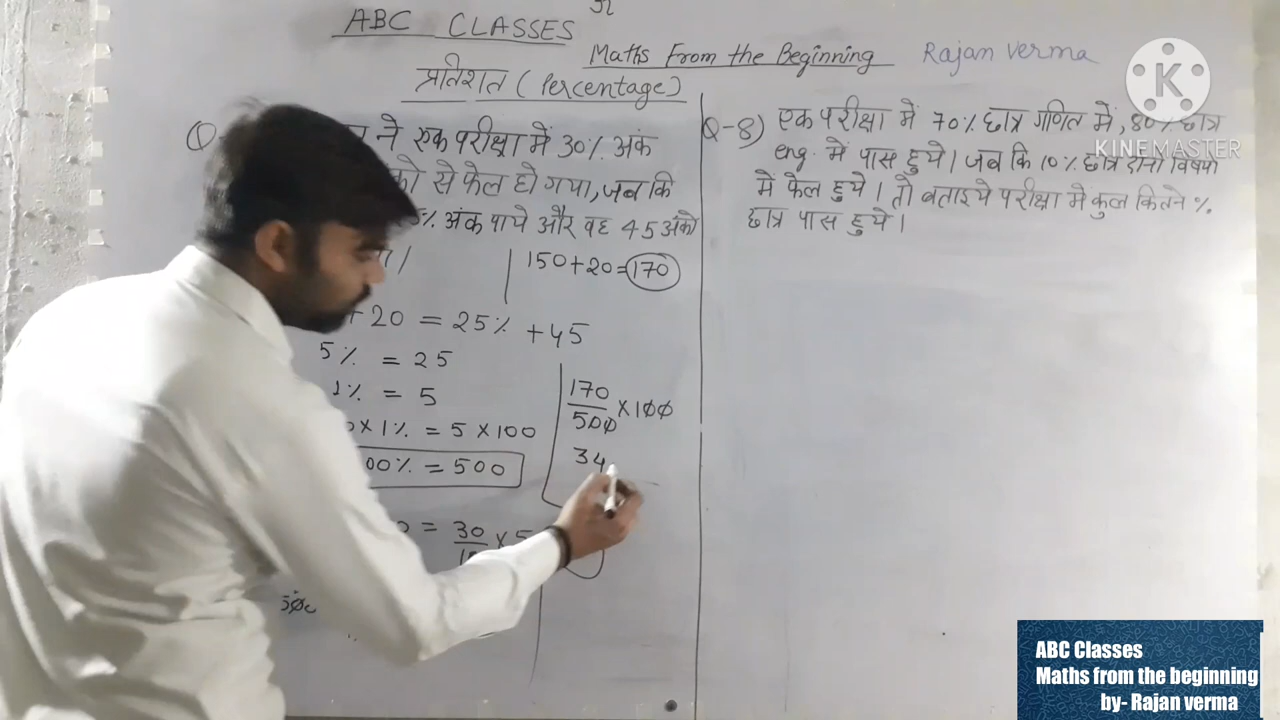 ABC CLASSES
Maths From the Beginning Rajan verma
प्रतिशत (Percentage)
Q ने एक परीक्षा में 30% अंक
से फेल हो गया, जब कि
% अंक पाये और वह 45 अंको
150+20=170
+20 = 25% +45
5% = 25
1% = 5
×1% = 5×100
00% = 500
170
500 ×100
34
= 30 × 5
Q-8) एक परीक्षा में 70% छात्र गणित में, 80% छात्र
eng. में पास हुये। जब कि 10% छात्र दोनो विषयो
में फेल हुये। तो बताइये परीक्षा में कुल कितने %
छात्र पास हुये।
K
KINEMASTER
ABC Classes
Maths from the beginning
by- Rajan verma